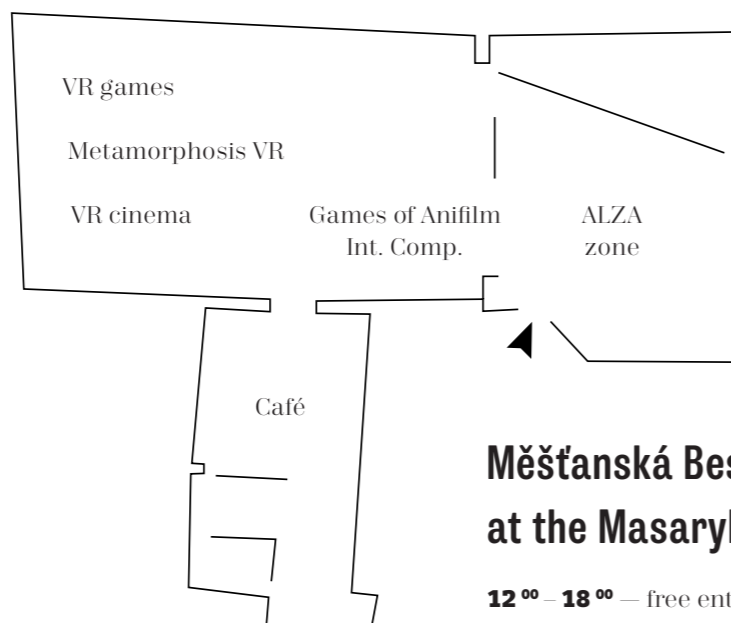 VR games
Metamorphosis VR
VR cinema
Games of Anifilm
Int. Comp.
ALZA
zone
Café
Měšťanská Bes
at the Masaryk
12 00 – 18 00 — free ent